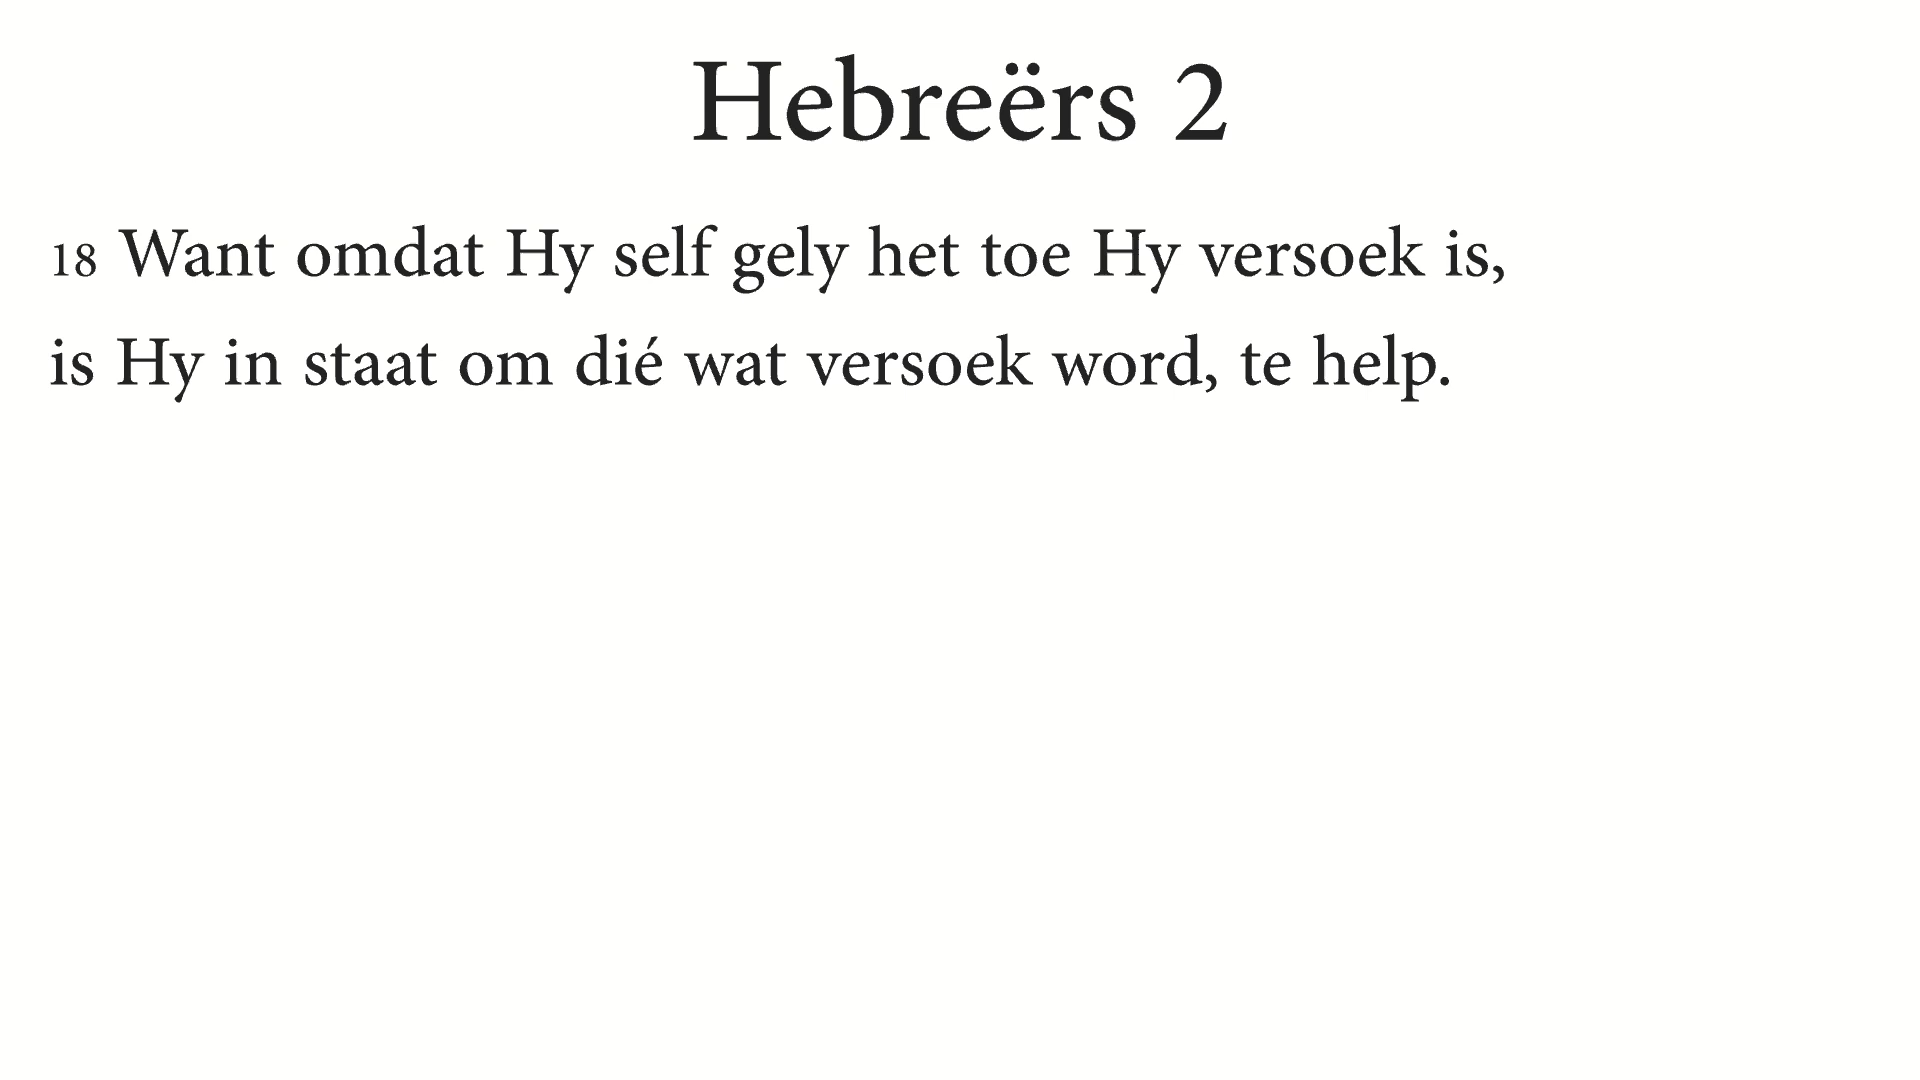 Hebreërs 2
18 Want omdat Hy self gely het toe Hy versoek is,
is Hy in staat om dié wat versoek word, te help.